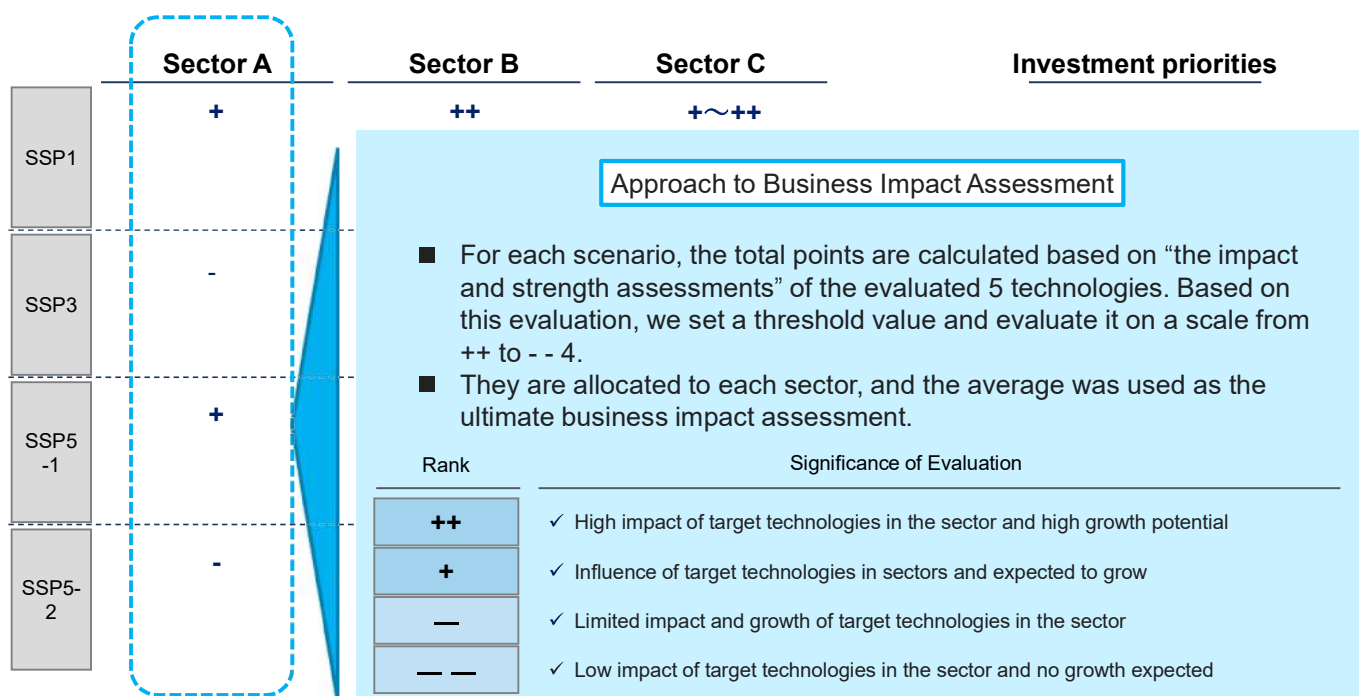 Sector A
Sector B
Sector C
Investment priorities
SSP1
+
++
+～++
SSP3
-
SSP5
-1
+
SSP5-
2
-
Approach to Business Impact Assessment
■ For each scenario, the total points are calculated based on “the impact
and strength assessments” of the evaluated 5 technologies. Based on
this evaluation, we set a threshold value and evaluate it on a scale from
++ to - - 4.
■ They are allocated to each sector, and the average was used as the
ultimate business impact assessment.
Rank
Significance of Evaluation
++
✓ High impact of target technologies in the sector and high growth potential
+
✓ Influence of target technologies in sectors and expected to grow
—
✓ Limited impact and growth of target technologies in the sector
— —
✓ Low impact of target technologies in the sector and no growth expected